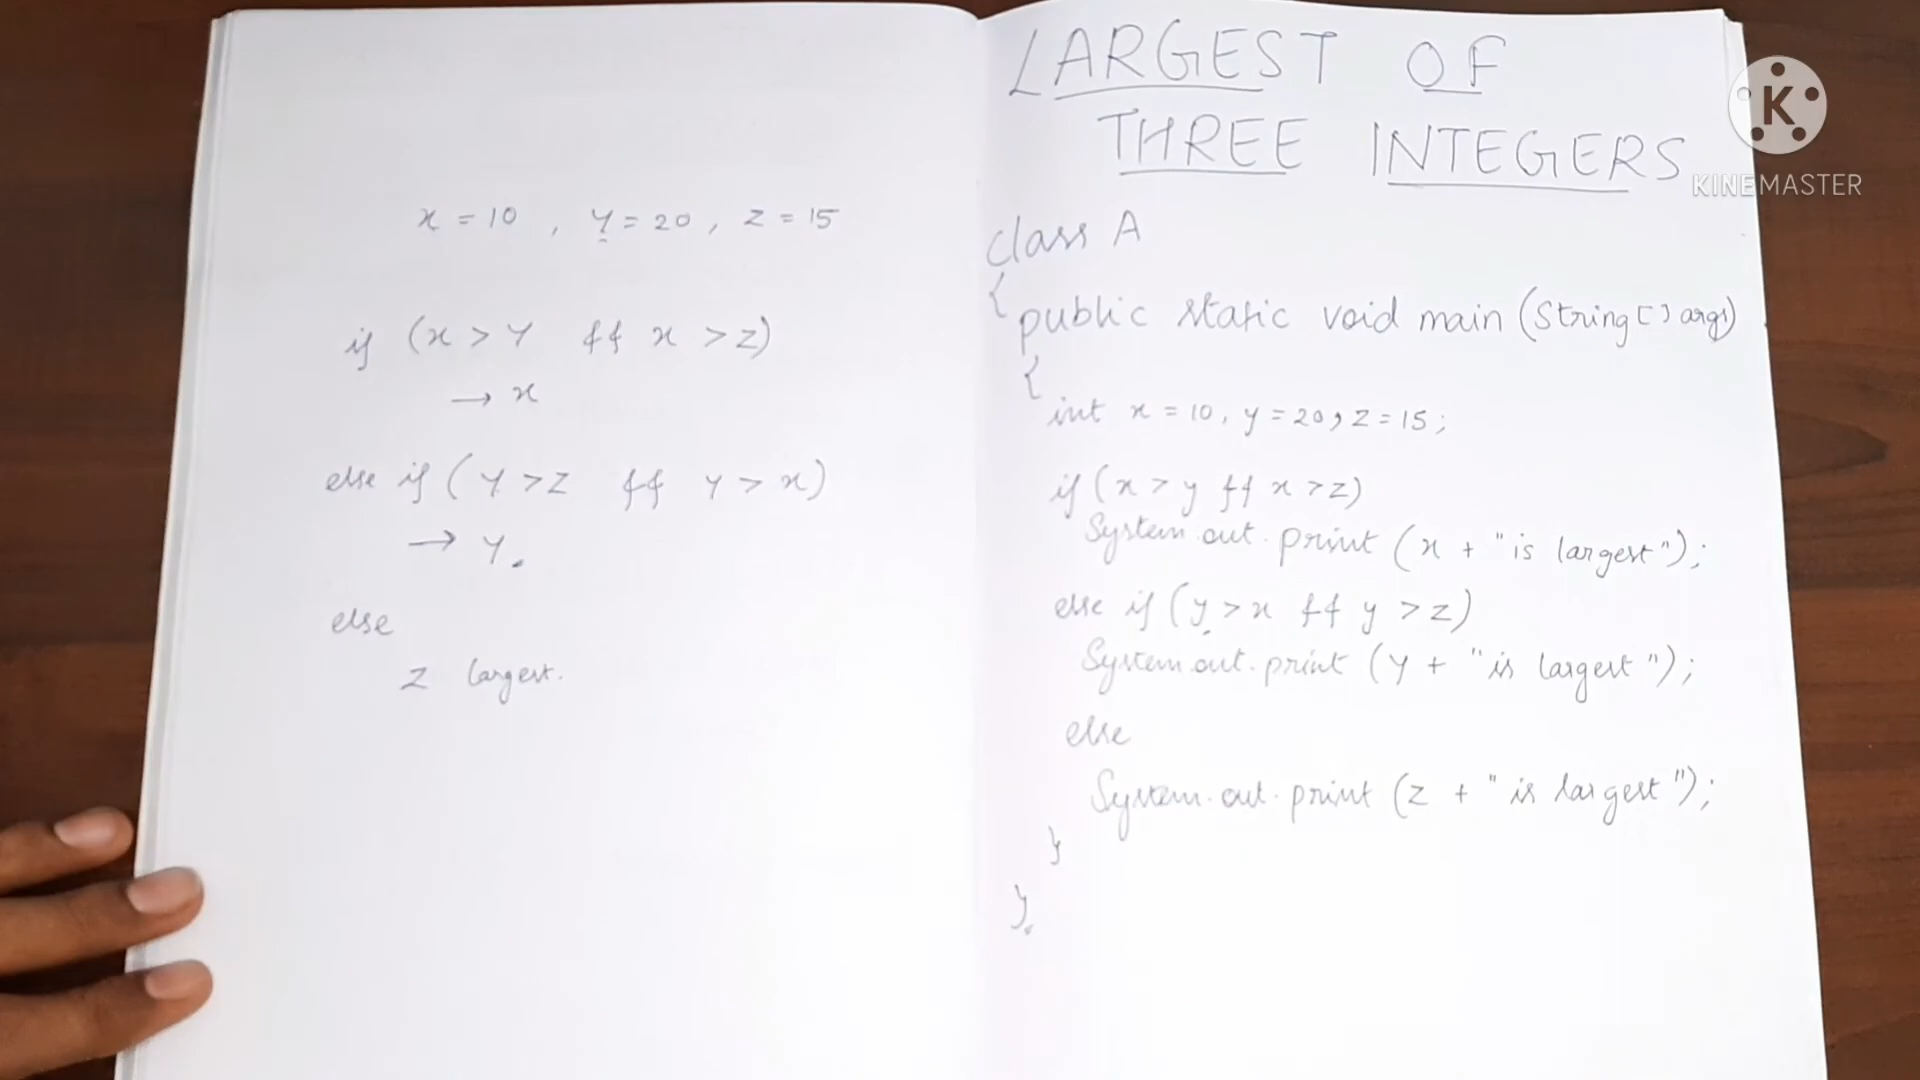 x = 10 , y = 20 , z = 15
if (x > y && x > z)
→ x
else if (y > z && y > x)
→ y.
else
z largest.
LARGEST OF
THREE INTEGERS
class A
{
public static void main (String [] args)
{
int x = 10, y = 20, z = 15;
if (x > y && x > z)
System.out.print (x + "is largest");
else if (y > x && y > z)
System.out.print (y + "is largest");
else
System.out.print (z + "is largest");
}
}
K
KINEMASTER